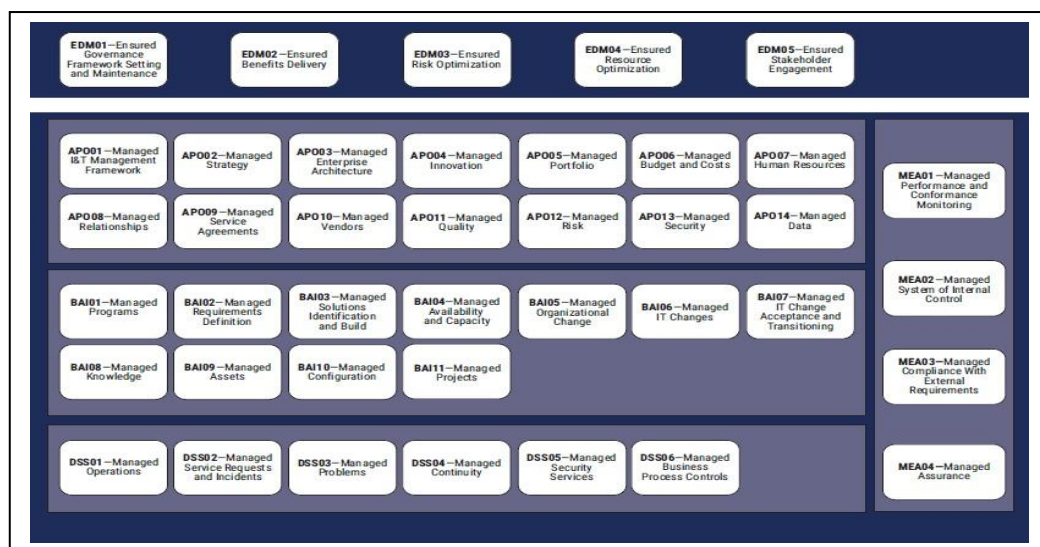 EDM01—Ensured
Governance
Framework Setting
and Maintenance
EDM02—Ensured
Benefits Delivery
EDM03—Ensured
Risk Optimization
EDM04—Ensured
Resource
Optimization
EDM05—Ensured
Stakeholder
Engagement
APO01—Managed
I&T Management
Framework
APO02—Managed
Strategy
APO03—Managed
Enterprise
Architecture
APO04—Managed
Innovation
APO05—Managed
Portfolio
APO06—Managed
Budget and Costs
APO07—Managed
Human Resources
APO08—Managed
Relationships
APO09—Managed
Service
Agreements
APO10—Managed
Vendors
APO11—Managed
Quality
APO12—Managed
Risk
APO13—Managed
Security
APO14—Managed
Data
BAI01—Managed
Programs
BAI02—Managed
Requirements
Definition
BAI03—Managed
Solutions
Identification
and Build
BAI04—Managed
Availability
and Capacity
BAI05—Managed
Organizational
Change
BAI06—Managed
IT Changes
BAI07—Managed
IT Change
Acceptance and
Transitioning
BAI08—Managed
Knowledge
BAI09—Managed
Assets
BAI10—Managed
Configuration
BAI11—Managed
Projects
DSS01—Managed
Operations
DSS02—Managed
Service Requests
and Incidents
DSS03—Managed
Problems
DSS04—Managed
Continuity
DSS05—Managed
Security
Services
DSS06—Managed
Business
Process Controls
MEA01—Managed
Performance and
Conformance
Monitoring
MEA02—Managed
System of Internal
Control
MEA03—Managed
Compliance With
External
Requirements
MEA04—Managed
Assurance